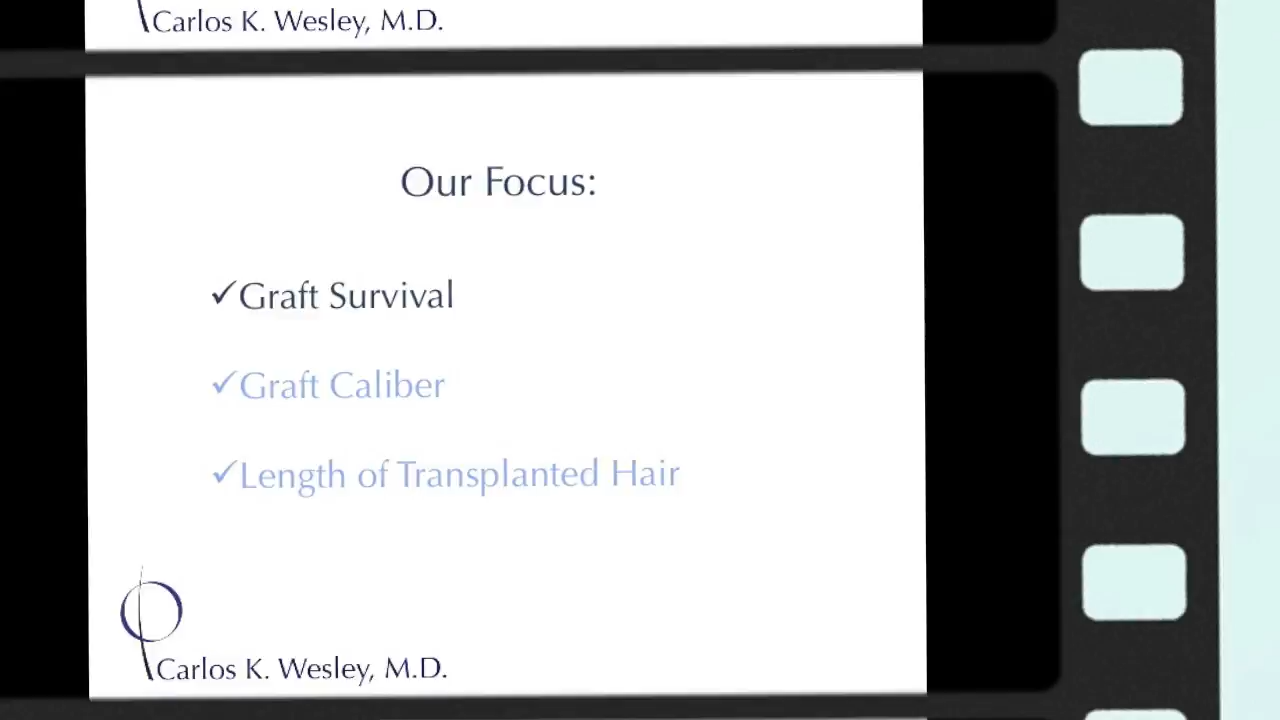 Carlos K. Wesley, M.D.
Our Focus:
✓Graft Survival
✓Graft Caliber
✓Length of Transplanted Hair
Carlos K. Wesley, M.D.